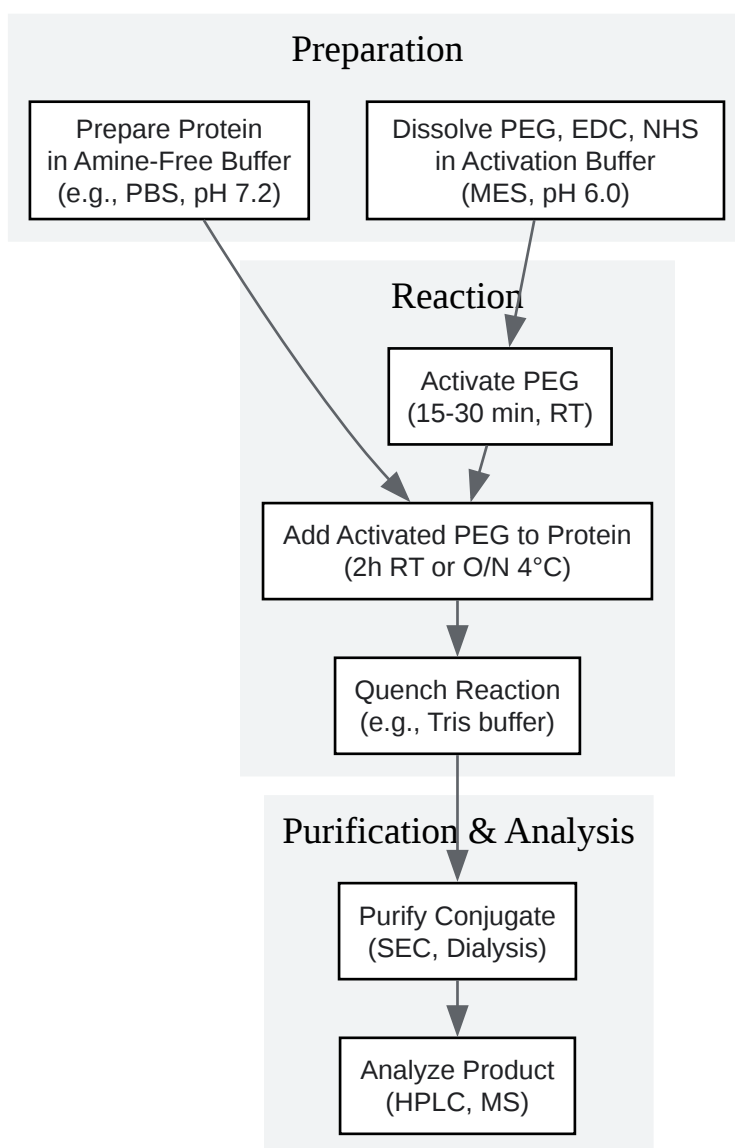 Preparation
Prepare Protein
in Amine-Free Buffer
(e.g., PBS, pH 7.2)
Dissolve PEG, EDC, NHS
in Activation Buffer
(MES, pH 6.0)
Reaction
Activate PEG
(15-30 min, RT)
Add Activated PEG to Protein
(2h RT or O/N 4°C)
Quench Reaction
(e.g., Tris buffer)
Purification & Analysis
Purify Conjugate
(SEC, Dialysis)
Analyze Product
(HPLC, MS)